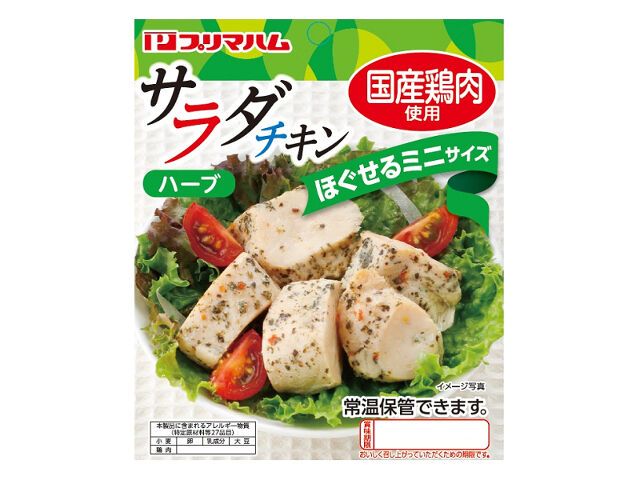 プリマハム
サラダチキン
国産鶏肉
使用
ハーブ
ほぐせるミニサイズ
イメージ写真
常温保管できます。
本製品に含まれるアレルギー物質
(特定原材料等27品目)
小麦 卵 乳成分 大豆
鶏肉
賞味期限
おいしく召し上がっていただくための期限です。